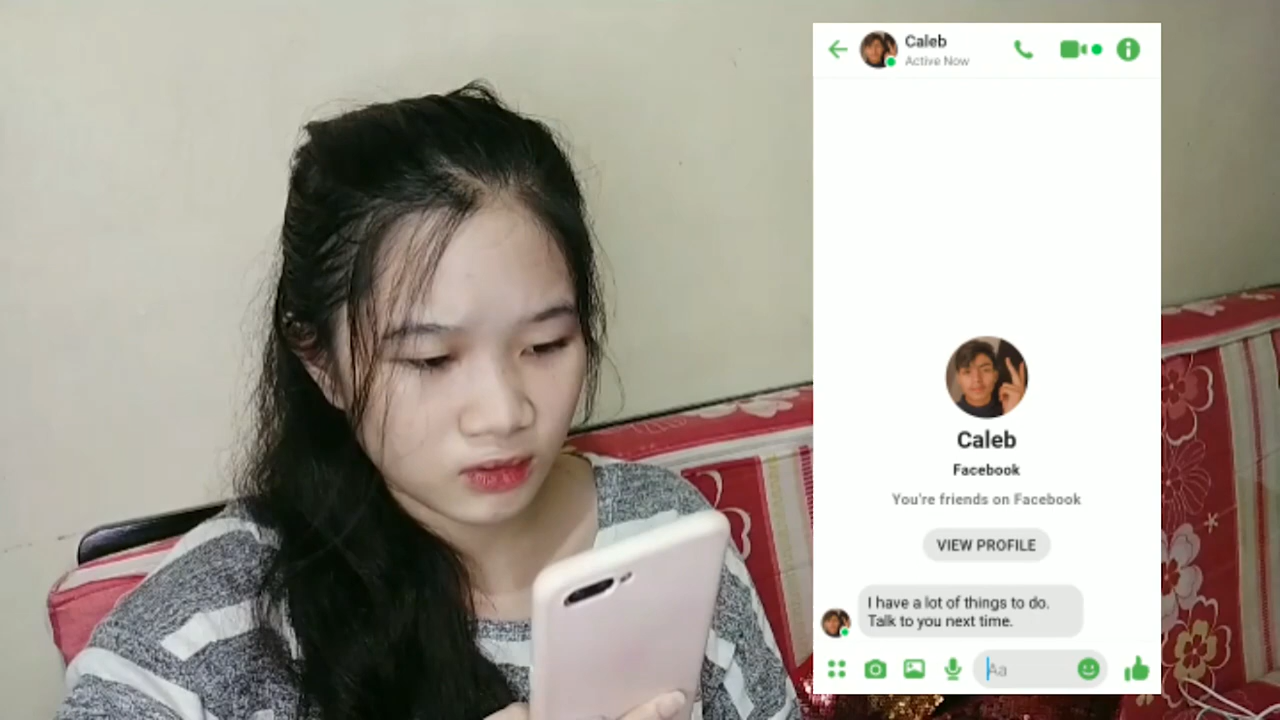 Caleb
Active Now
Caleb
Facebook
You're friends on Facebook
VIEW PROFILE
I have a lot of things to do.
Talk to you next time.
Aa